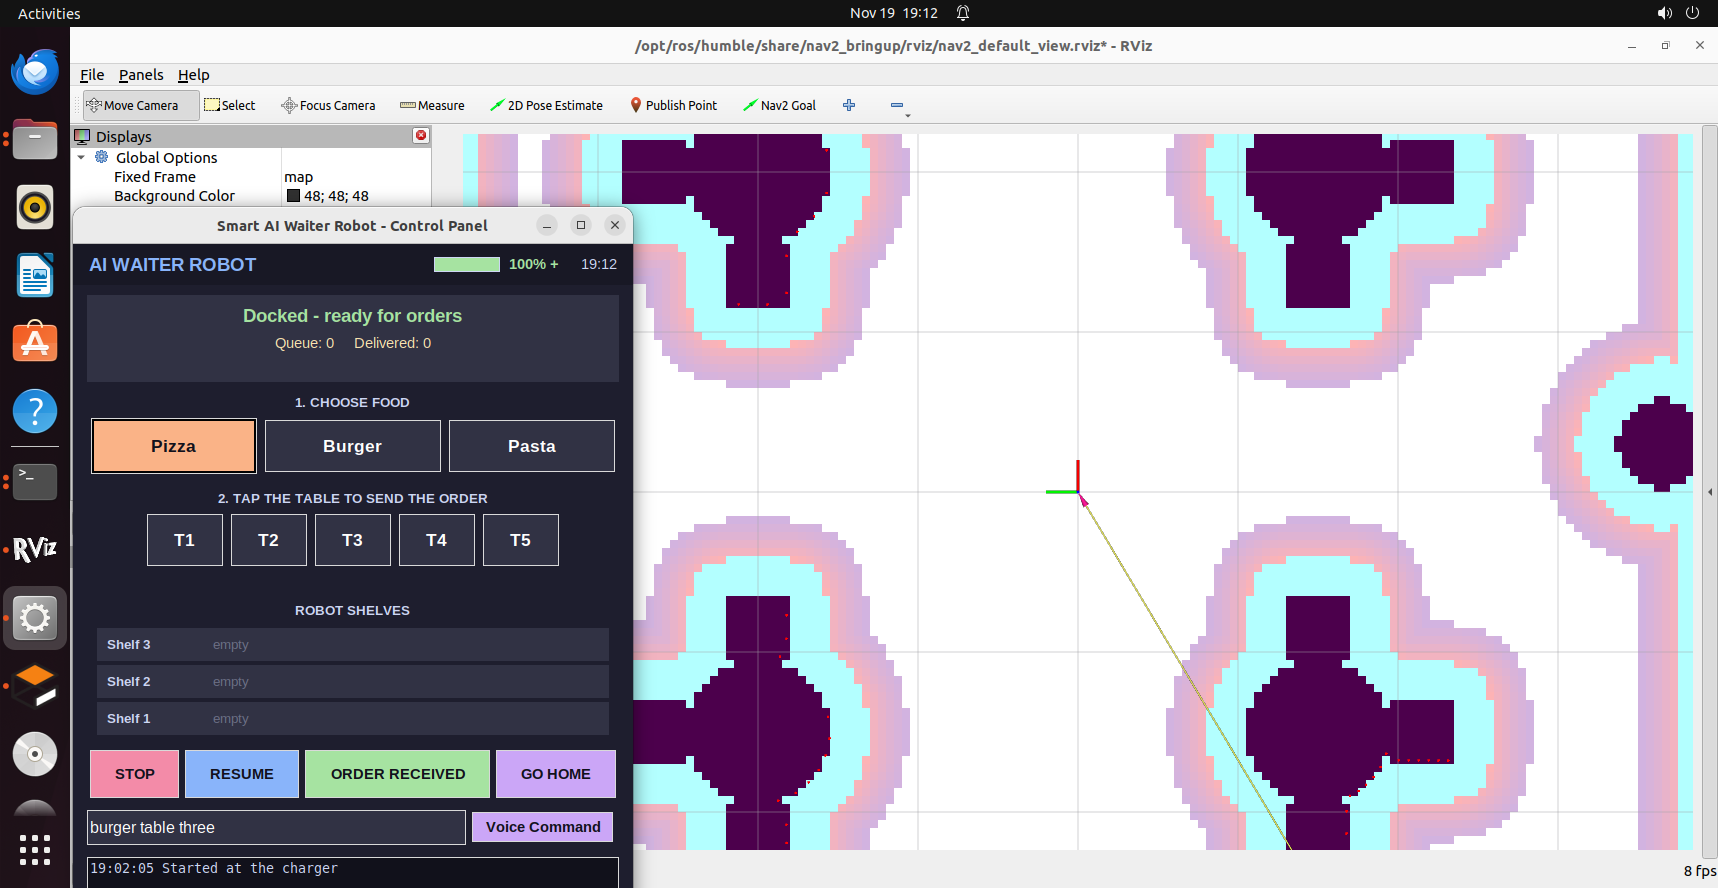 Activities
Nov 19 19:12
/opt/ros/humble/share/nav2_bringup/rviz/nav2_default_view.rviz* - RViz
File Panels Help
Move Camera Select Focus Camera Measure 2D Pose Estimate Publish Point Nav2 Goal
Displays
Global Options
Fixed Frame map
Background Color 48; 48; 48
Smart AI Waiter Robot - Control Panel
AI WAITER ROBOT 100% + 19:12
Docked - ready for orders
Queue: 0 Delivered: 0
1. CHOOSE FOOD
Pizza Burger Pasta
2. TAP THE TABLE TO SEND THE ORDER
T1 T2 T3 T4 T5
ROBOT SHELVES
Shelf 3 empty
Shelf 2 empty
Shelf 1 empty
STOP RESUME ORDER RECEIVED GO HOME
burger table three Voice Command
19:02:05 Started at the charger
RViz
8 fps